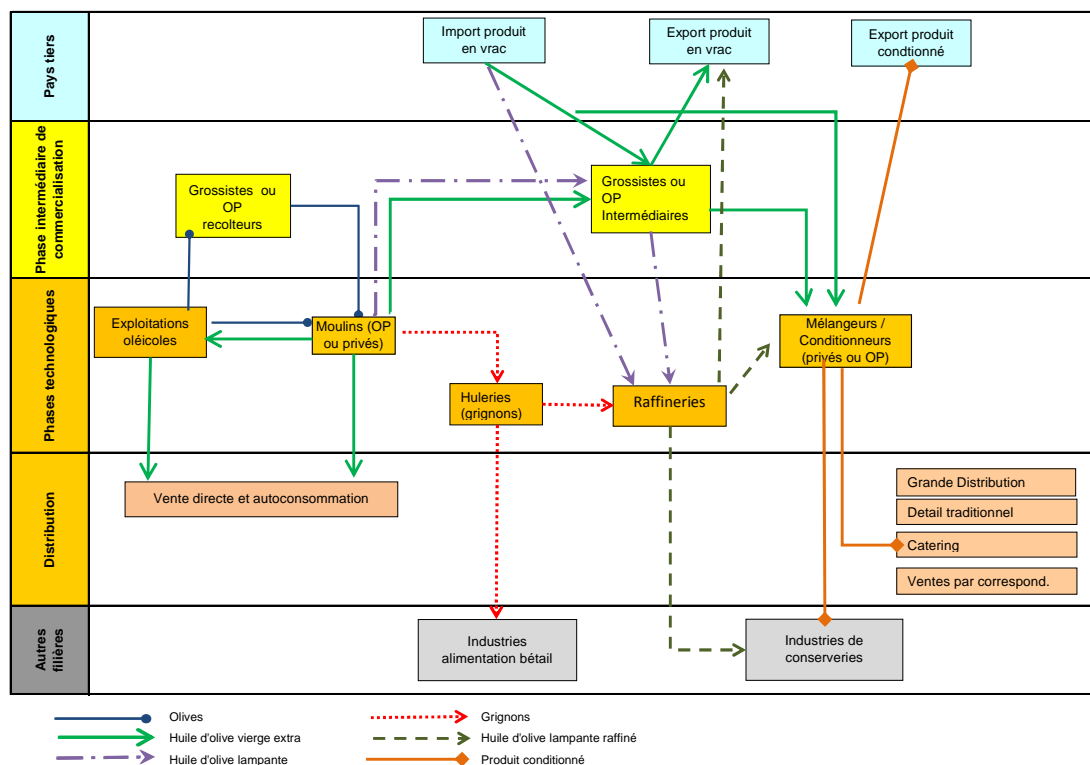 Pays tiers
Import produit
en vrac
Export produit
en vrac
Export produit
condtionné
Phase intermédiaire de
commercialisation
Grossistes ou
OP
recolteurs
Grossistes ou
OP
Intermédiaires
Phases technologiques
Exploitations
oléicoles
Moulins (OP
ou privés)
Huleries
(grignons)
Raffineries
Mélangeurs /
Conditionneurs
(privés ou OP)
Distribution
Vente directe et autoconsommation
Grande Distribution
Detail traditionnel
Catering
Ventes par correspond.
Autres
filières
Industries
alimentation bétail
Industries de
conserveries
Olives
Grignons
Huile d'olive vierge extra
Huile d'olive lampante raffiné
Huile d'olive lampante
Produit conditionné